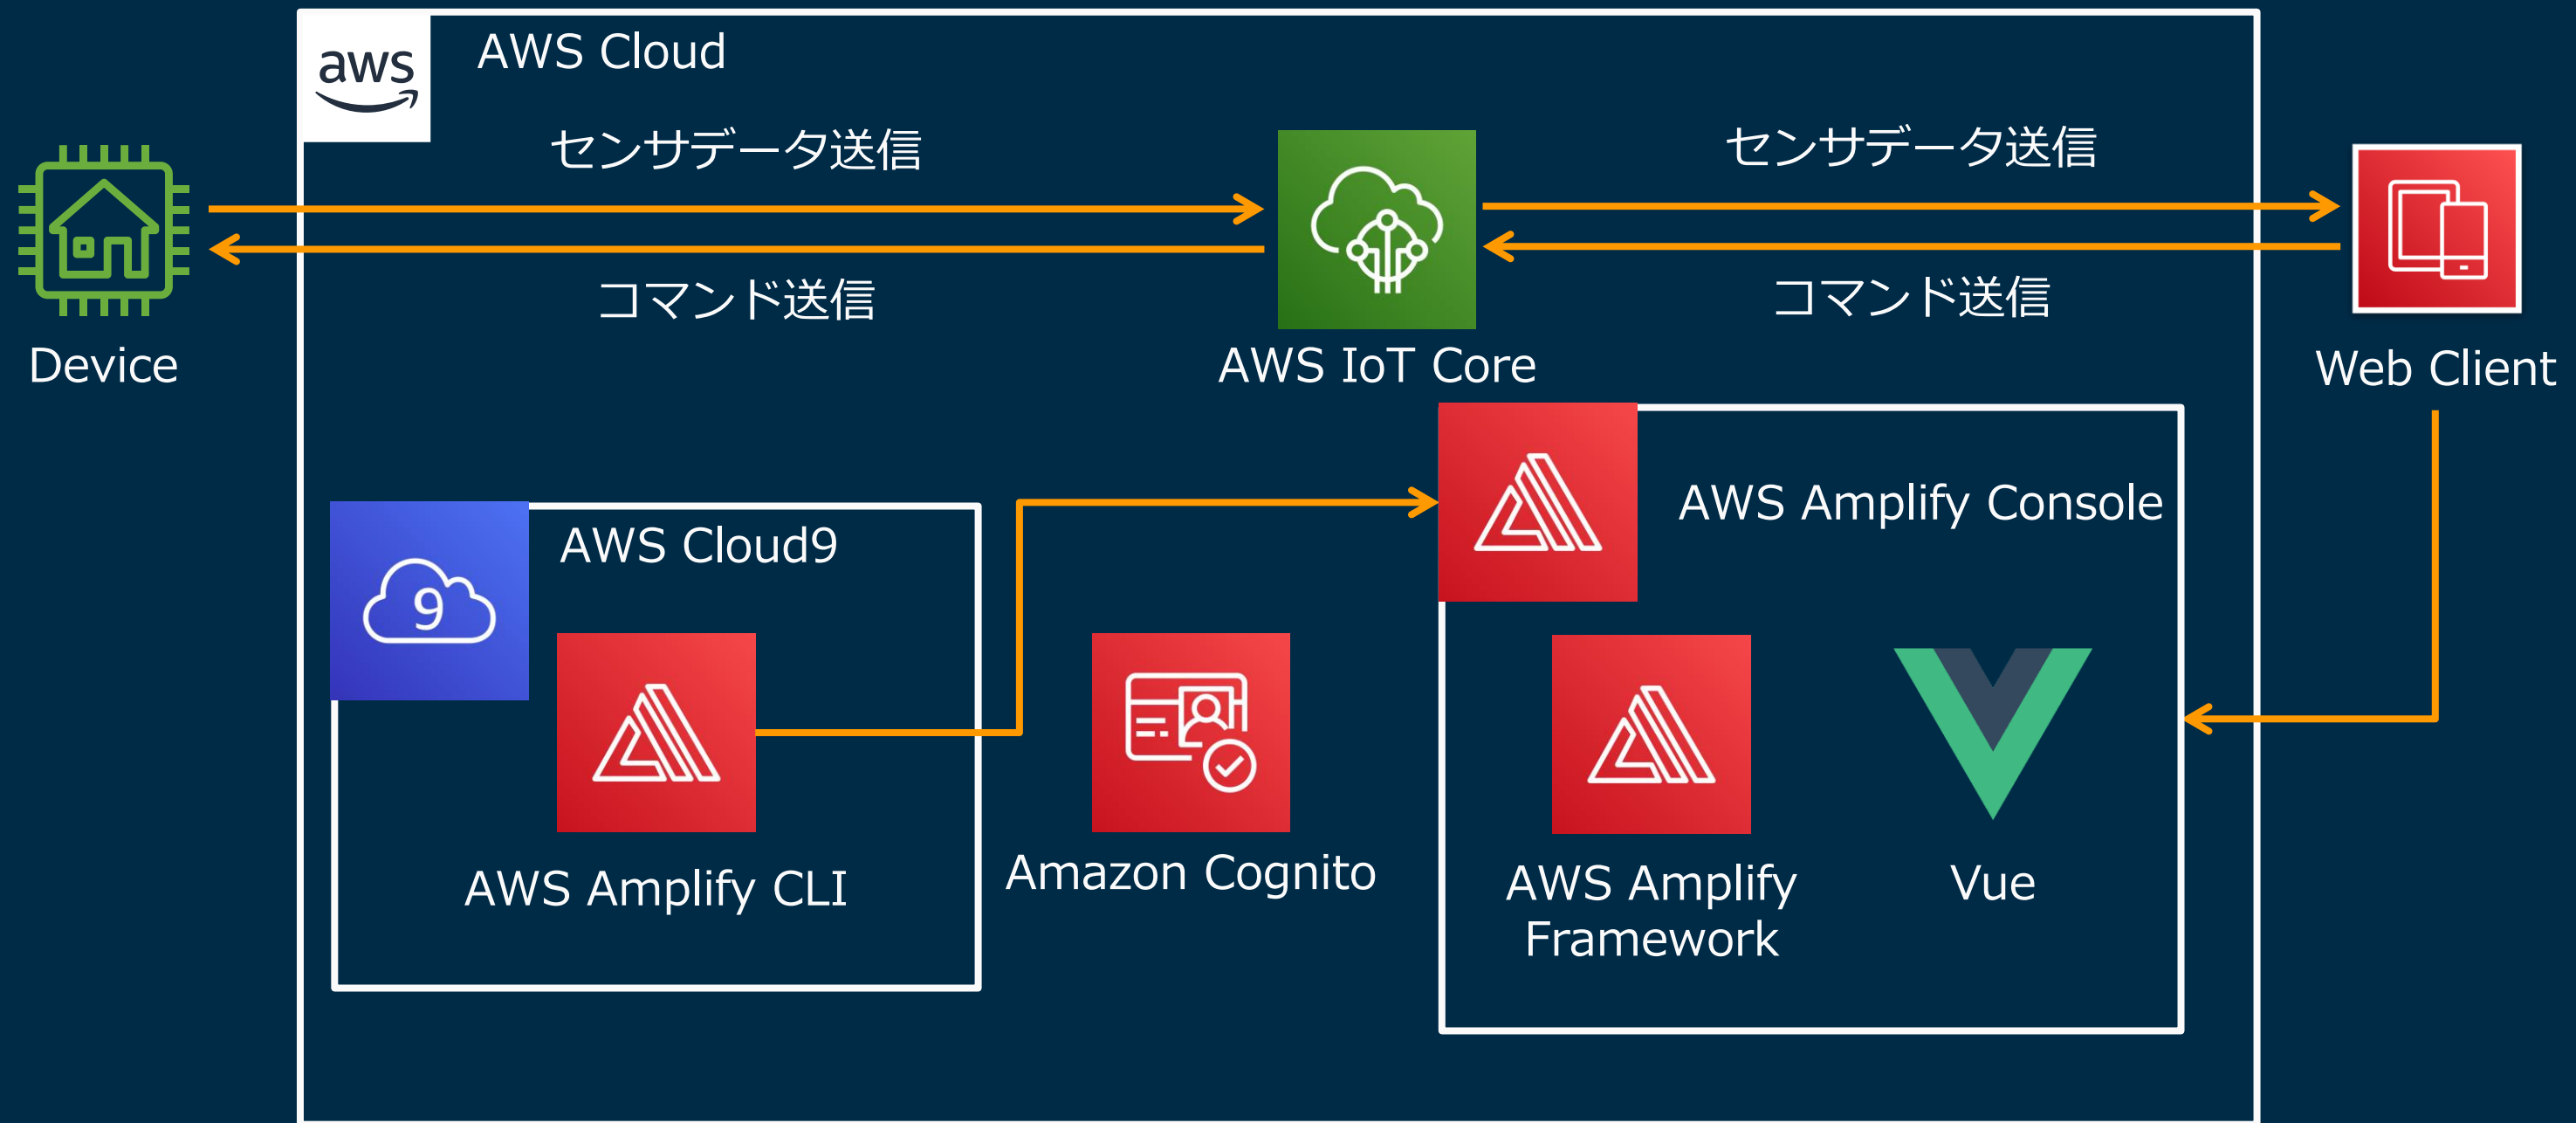 aws
AWS Cloud
センサデータ送信
センサデータ送信
コマンド送信
コマンド送信
Device
AWS IoT Core
Web Client
AWS Amplify Console
AWS Cloud9
9
AWS Amplify CLI
Amazon Cognito
AWS Amplify
Framework
Vue